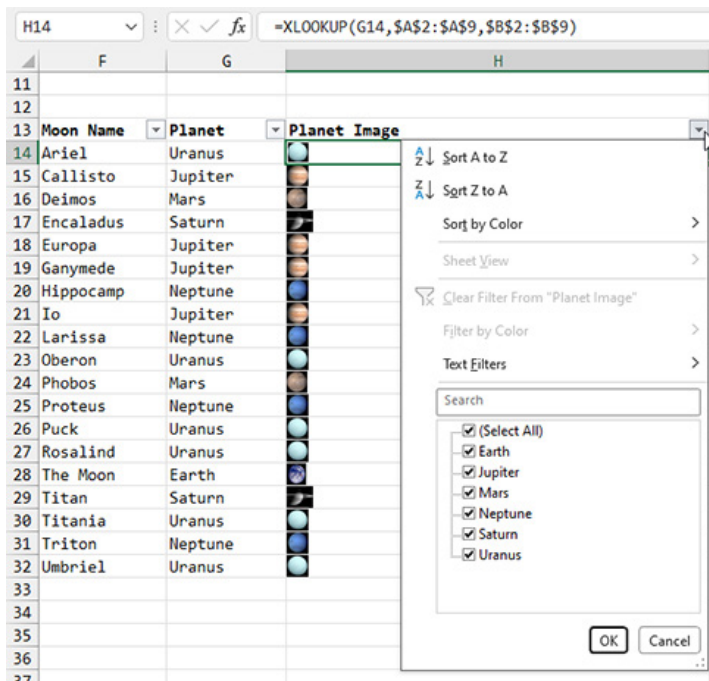 H14 fx =XLOOKUP(G14,$A$2:$A$9,$B$2:$B$9)
F G H
11
12
13 Moon Name Planet Planet Image
14 Ariel Uranus
15 Callisto Jupiter
16 Deimos Mars
17 Encaladus Saturn
18 Europa Jupiter
19 Ganymede Jupiter
20 Hippocamp Neptune
21 Io Jupiter
22 Larissa Neptune
23 Oberon Uranus
24 Phobos Mars
25 Proteus Neptune
26 Puck Uranus
27 Rosalind Uranus
28 The Moon Earth
29 Titan Saturn
30 Titania Uranus
31 Triton Neptune
32 Umbriel Uranus
33
34
35
36
37
Sort A to Z
Sort Z to A
Sort by Color
Sheet View
Clear Filter From "Planet Image"
Filter by Color
Text Filters
Search
(Select All)
Earth
Jupiter
Mars
Neptune
Saturn
Uranus
OK Cancel